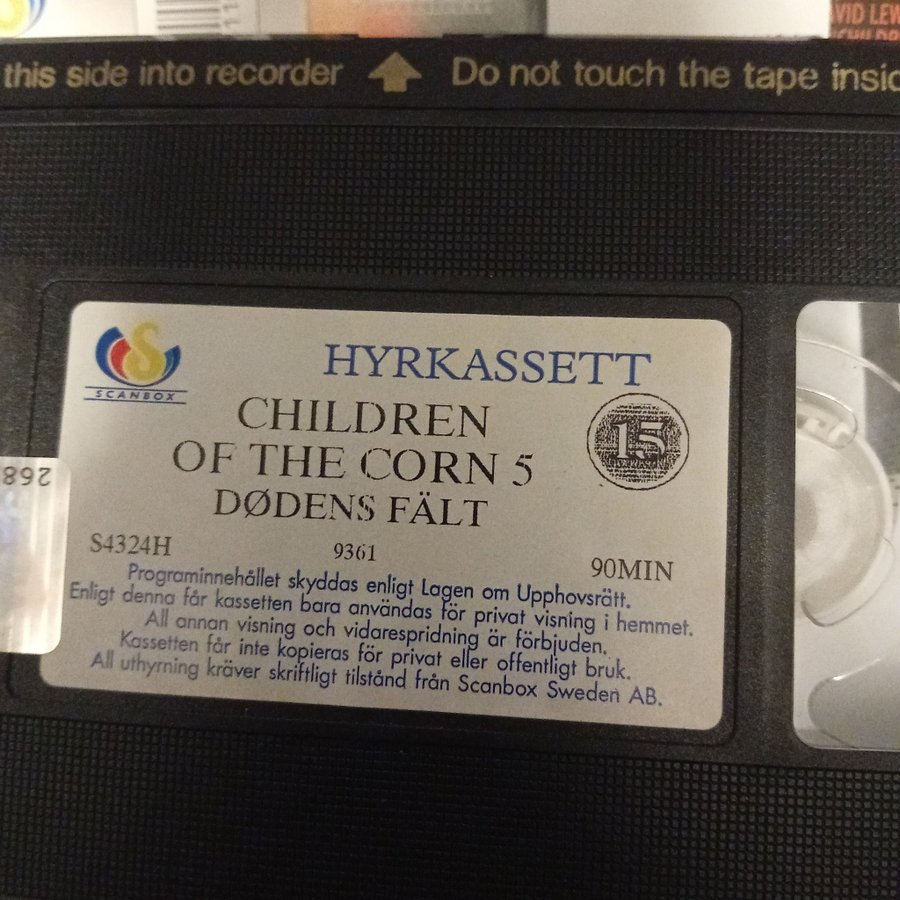 VID LEW
this side into recorder Do not touch the tape
HYRKASSETT
SCANBOX
CHILDREN
OF THE CORN 5
15
DØDENS FÄLT
268
S4324H 9361 90MIN
Programinnehållet skyddas enligt Lagen om Upphovsrätt.
Enligt denna får kassetten bara användas för privat visning i hemmet.
All annan visning och vidarespridning är förbjuden.
Kassetten får inte kopieras för privat eller offentligt bruk.
All uthyrning kräver skriftligt tilstånd från Scanbox Sweden AB.